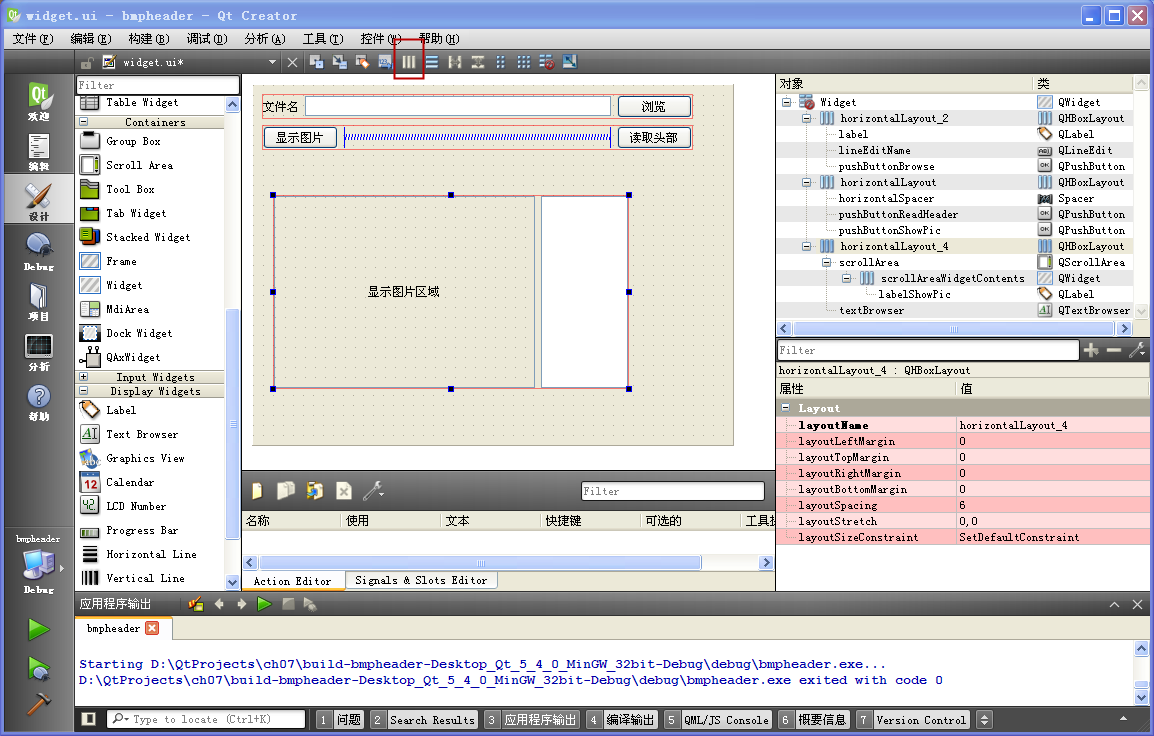 widget.ui - bmpheader - Qt Creator
文件(F) 编辑(E) 构建(B) 调试(D) 分析(A) 工具(T) 控件(W) 帮助(H)
widget.ui*
欢迎
编辑
设计
Debug
项目
分析
帮助
bmpheader
Debug
Filter
Table Widget
Containers
Group Box
Scroll Area
Tool Box
Tab Widget
Stacked Widget
Frame
Widget
MdiArea
Dock Widget
QAxWidget
Input Widgets
Display Widgets
Label
Text Browser
Graphics View
Calendar
LCD Number
Progress Bar
Horizontal Line
Vertical Line
文件名 浏览
显示图片 读取头部
显示图片区域
Filter
名称 使用 文本 快捷键 可选的 工具
Action Editor Signals & Slots Editor
对象 类
Widget QWidget
horizontalLayout_2 QHBoxLayout
label QLabel
lineEditName QLineEdit
pushButtonBrowse QPushButton
horizontalLayout QHBoxLayout
horizontalSpacer Spacer
pushButtonReadHeader QPushButton
pushButtonShowPic QPushButton
horizontalLayout_4 QHBoxLayout
scrollArea QScrollArea
scrollAreaWidgetContents QWidget
labelShowPic QLabel
textBrowser QTextBrowser
Filter
horizontalLayout_4 : QHBoxLayout
属性 值
Layout
layoutName horizontalLayout_4
layoutLeftMargin 0
layoutTopMargin 0
layoutRightMargin 0
layoutBottomMargin 0
layoutSpacing 6
layoutStretch 0,0
layoutSizeConstraint SetDefaultConstraint
应用程序输出
bmpheader
Starting D:\QtProjects\ch07\build-bmpheader-Desktop_Qt_5_4_0_MinGW_32bit-Debug\debug\bmpheader.exe...
D:\QtProjects\ch07\build-bmpheader-Desktop_Qt_5_4_0_MinGW_32bit-Debug\debug\bmpheader.exe exited with code 0
Type to locate (Ctrl+K) 1 问题 2 Search Results 3 应用程序输出 4 编译输出 5 QML/JS Console 6 概要信息 7 Version Control